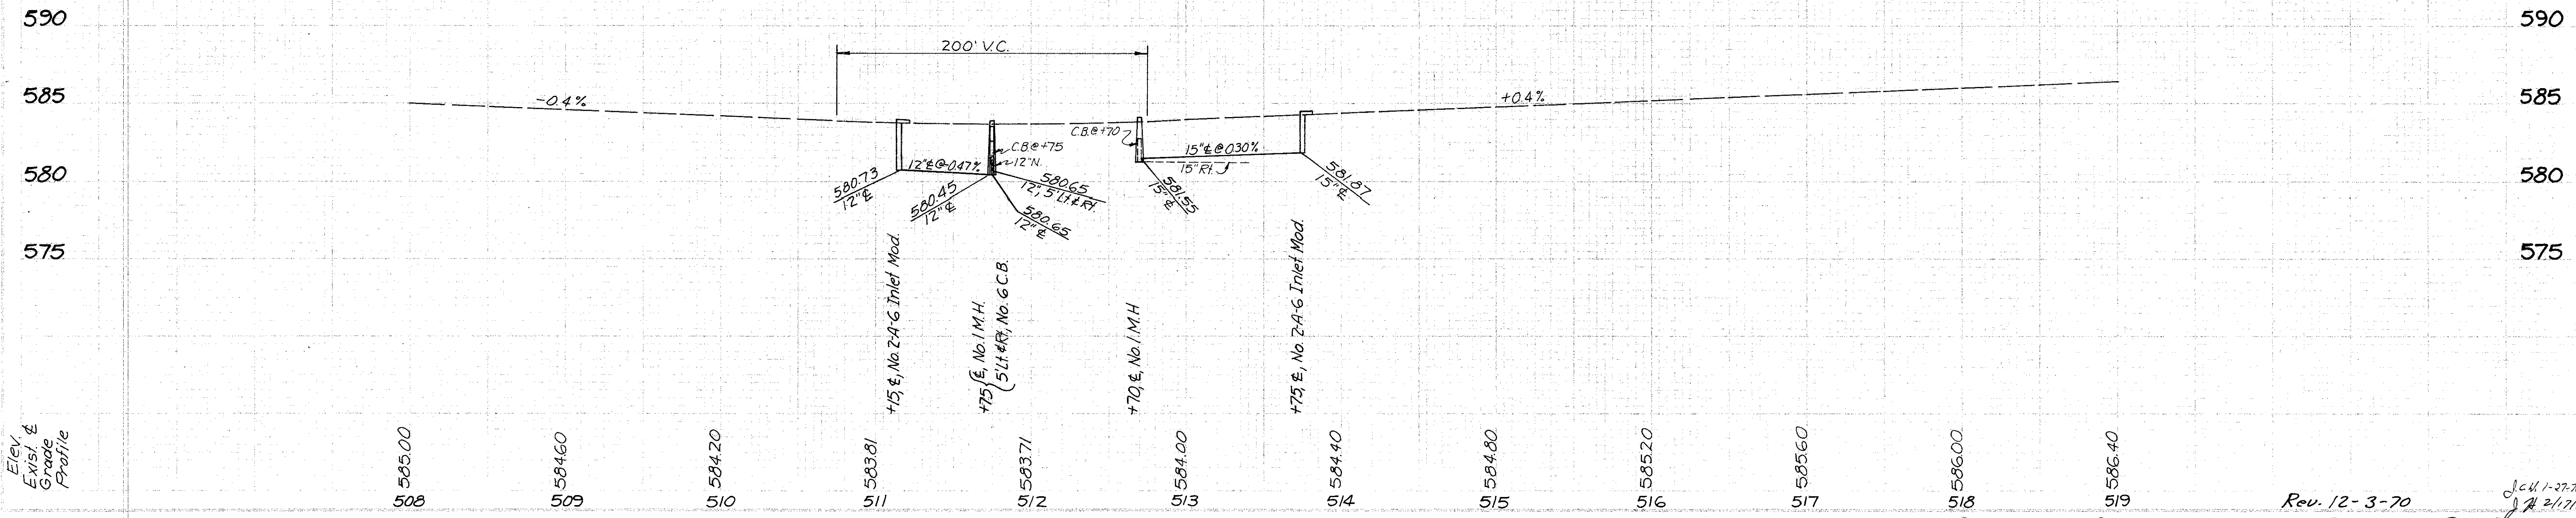 590
590
200' V.C.
585
-0.4%
+0.4%
585
C.B.@+75
12"N.
C.B.@+70
12"℄@-0.47%
15"℄@0.30%
15"Rt.
580
580
580.73
12"℄
580.45
12"℄
580.65
12", 5' Lt.&Rt.
580.65
12"℄
581.55
15"℄
581.87
15"℄
575
575
+15, ℄, No. 2-A-6 Inlet Mod.
+75 { ℄, No. 1 M.H.
5' Lt. & Rt., No. 6 C.B.
+70, ℄, No. 1. M.H
+75, ℄, No. 2-A-6 Inlet Mod.
Elev.
Exist. ℄
Grade
Profile
585.00
584.60
584.20
583.81
583.71
584.00
584.40
584.80
585.20
585.60
586.00
586.40
508
509
510
511
512
513
514
515
516
517
518
519
Rev. 12-3-70